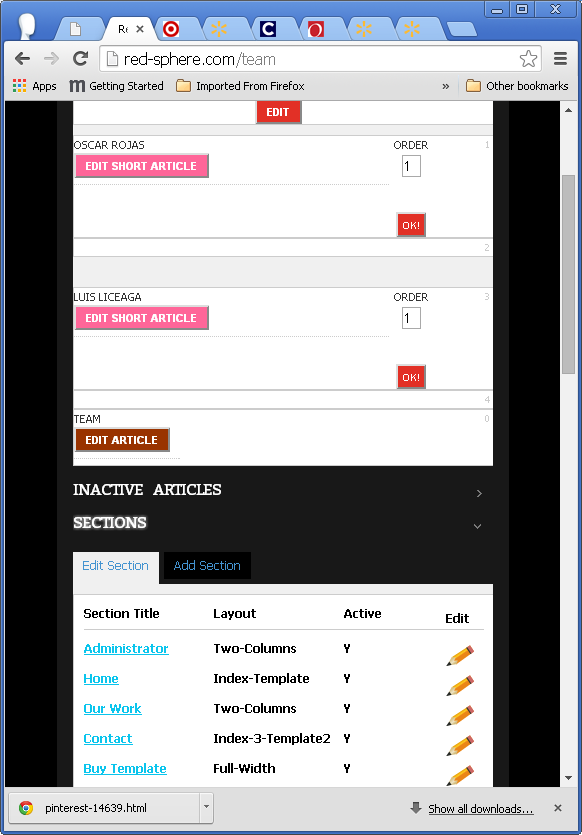 Re
red-sphere.com/team
Apps Getting Started Imported From Firefox » Other bookmarks
EDIT
OSCAR ROJAS ORDER 1
EDIT SHORT ARTICLE 1
OK!
2
LUIS LICEAGA ORDER 3
EDIT SHORT ARTICLE 1
OK!
4
TEAM 0
EDIT ARTICLE
INACTIVE ARTICLES
SECTIONS
Edit Section Add Section
Section Title Layout Active Edit
Administrator Two-Columns Y
Home Index-Template Y
Our Work Two-Columns Y
Contact Index-3-Template2 Y
Buy Template Full-Width Y
pinterest-14639.html Show all downloads...